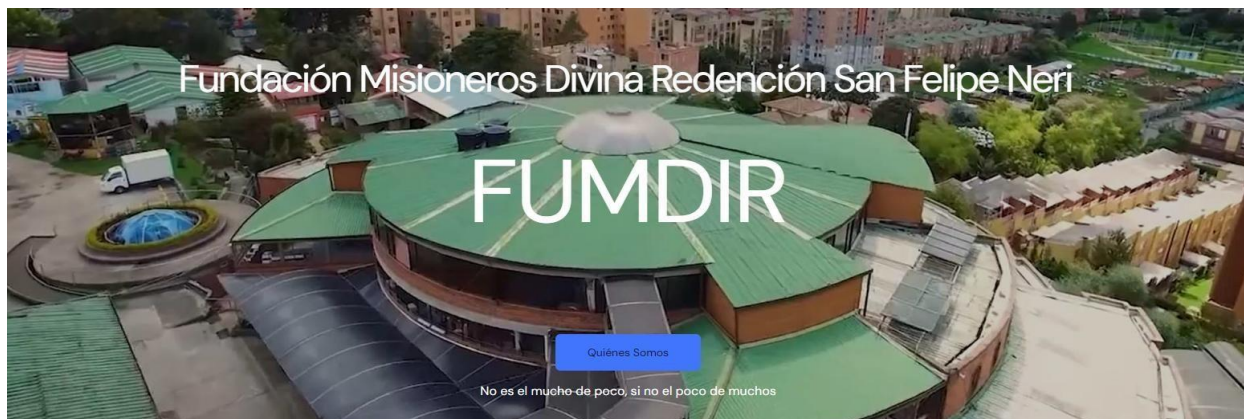 Fundación Misioneros Divina Redención San Felipe Neri
FUMDIR
Quiénes Somos
No es el mucho de poco, si no el poco de muchos